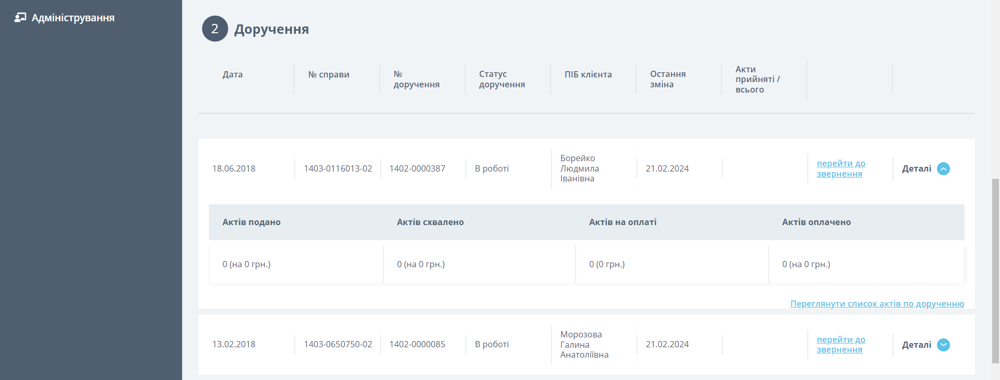 Адміністрування
2 Доручення
Дата
№ справи
№
доручення
Статус
доручення
ПІБ клієнта
Остання
зміна
Акти
прийняті /
всього
18.06.2018
1403-0116013-02
1402-0000387
В роботі
Борейко
Людмила
Іванівна
21.02.2024
перейти до
звернення
Деталі
Актів подано
Актів схвалено
Актів на оплаті
Актів оплачено
0 (на 0 грн.)
0 (на 0 грн.)
0 (0 грн.)
0 (на 0 грн.)
Переглянути список актів по дорученню
13.02.2018
1403-0650750-02
1402-0000085
В роботі
Морозова
Галина
Анатоліївна
21.02.2024
перейти до
звернення
Деталі